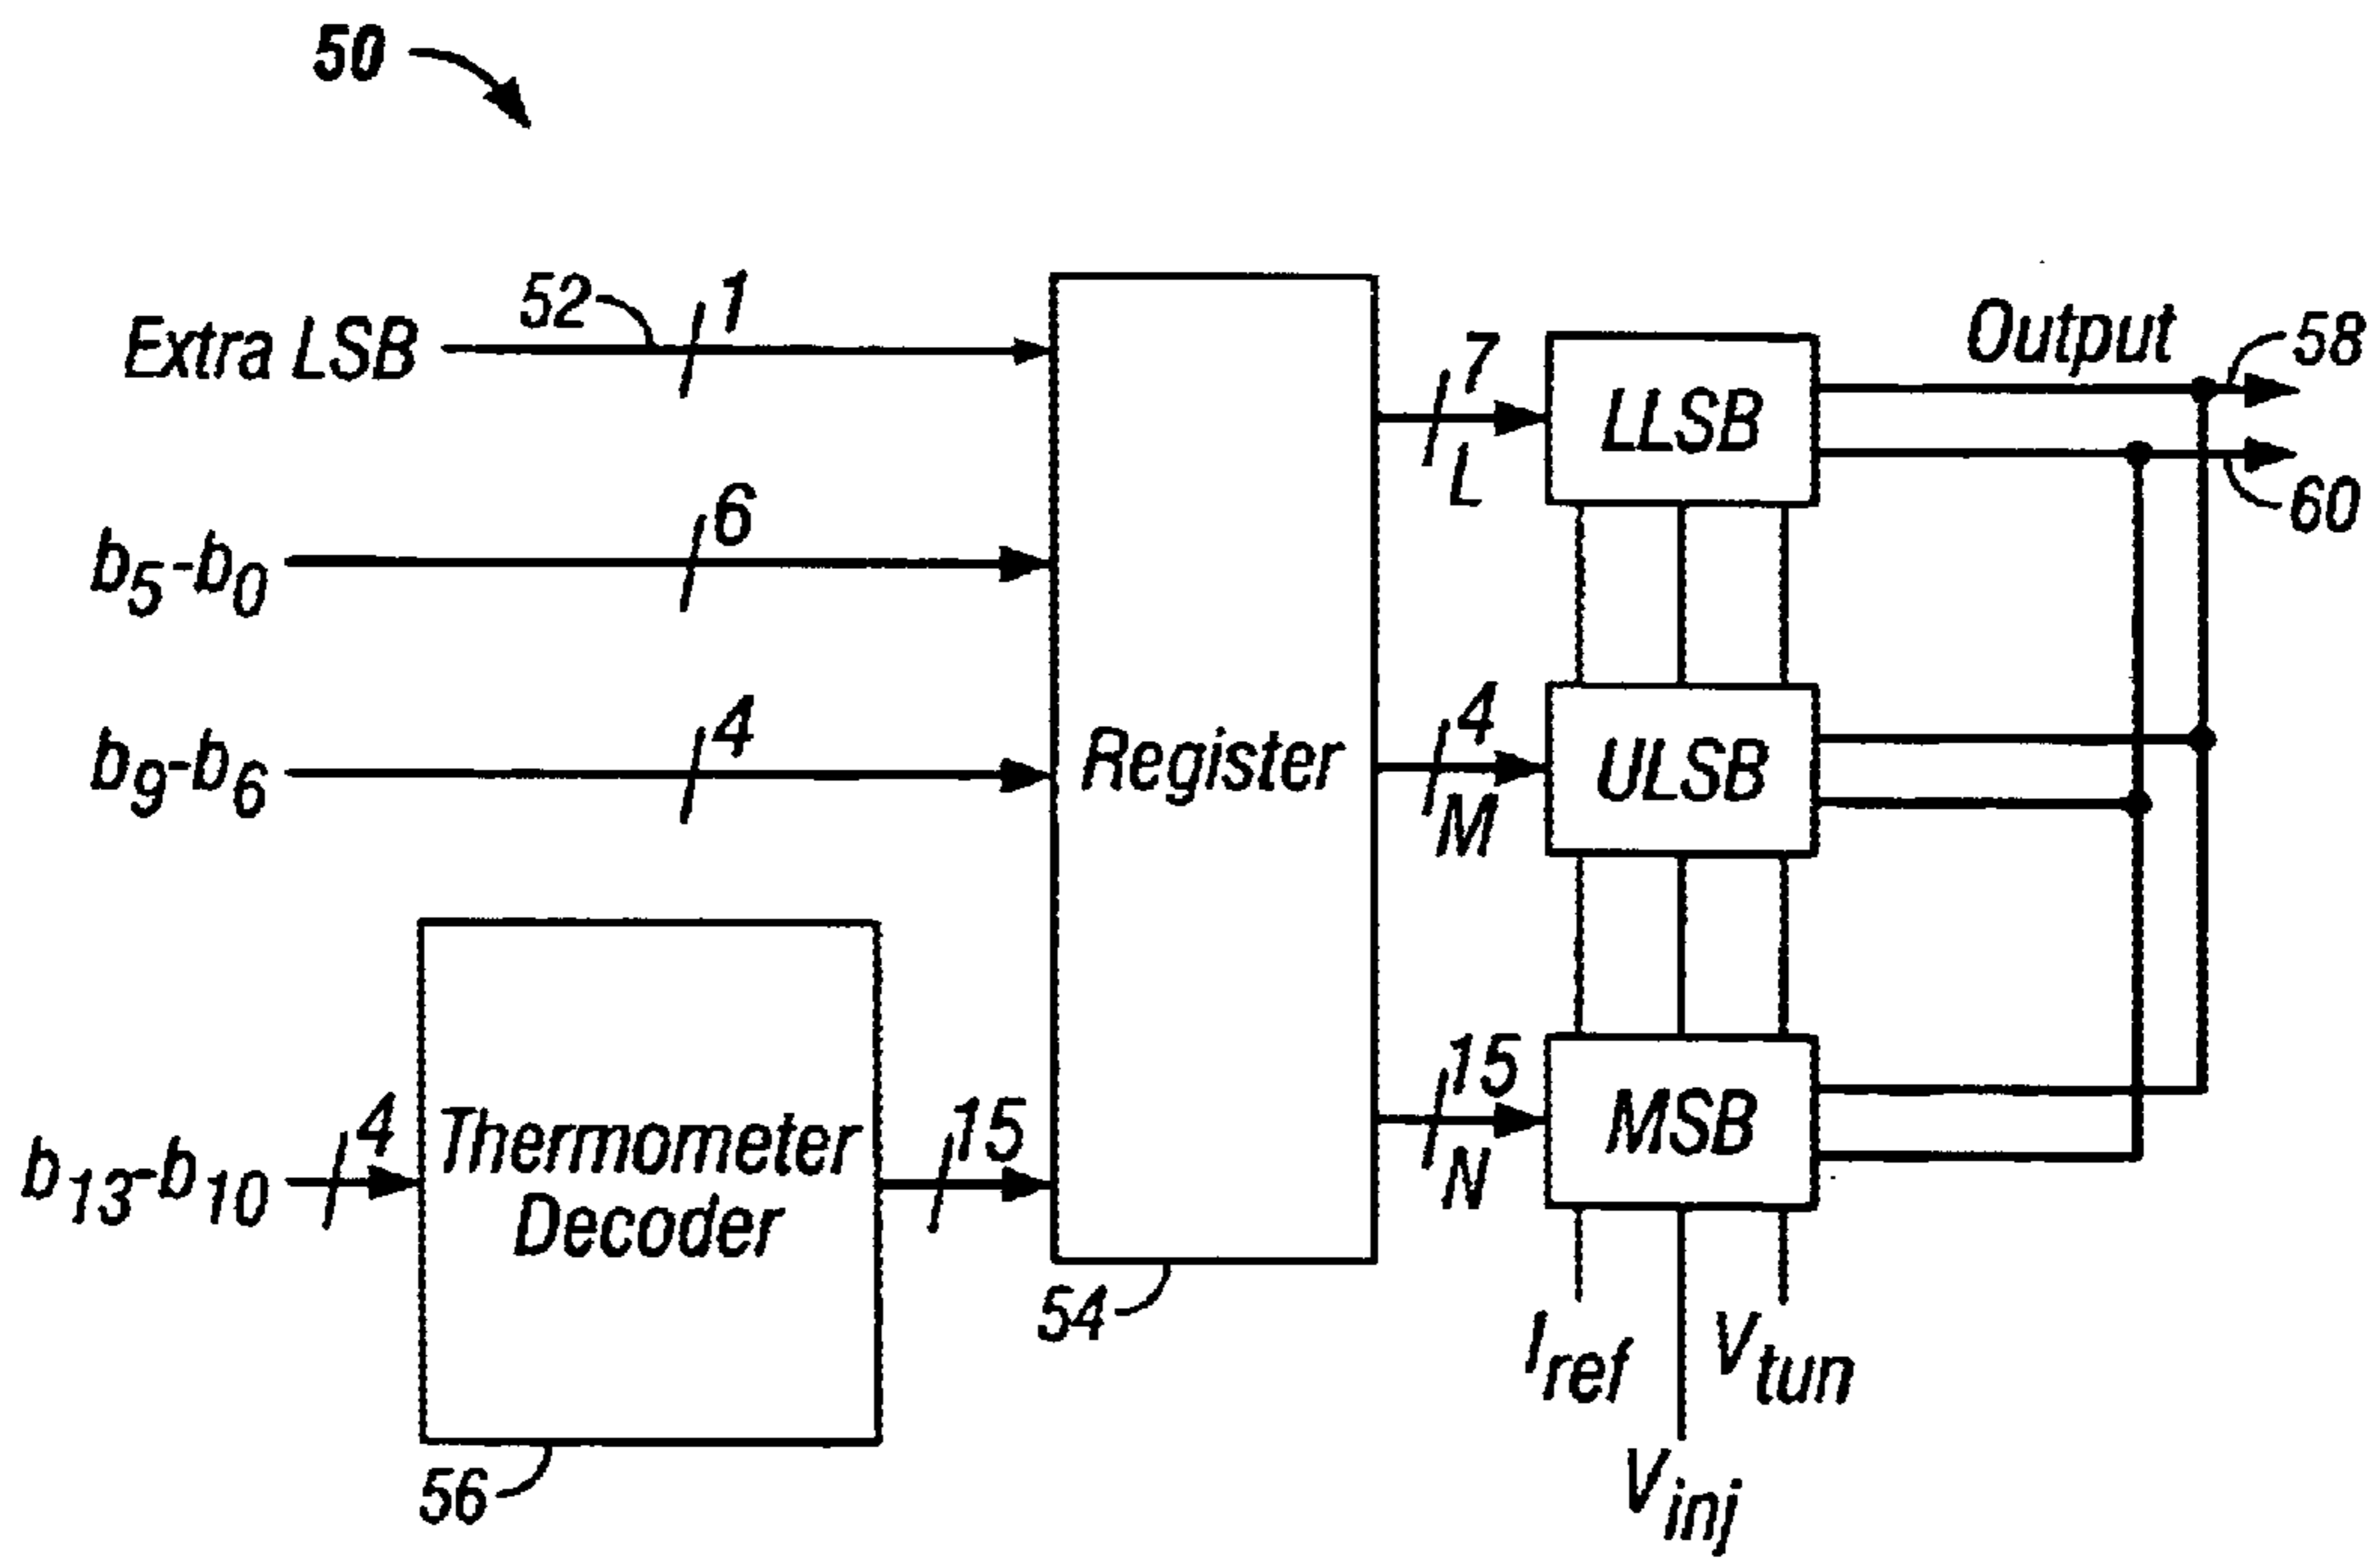 50
Extra LSB
52
1
b5-b0
6
b9-b6
4
b13-b10
4
Thermometer
Decoder
56
15
Register
54
7
L
LLSB
4
M
ULSB
15
N
MSB
Output
58
60
Iref
Vtun
Vinj